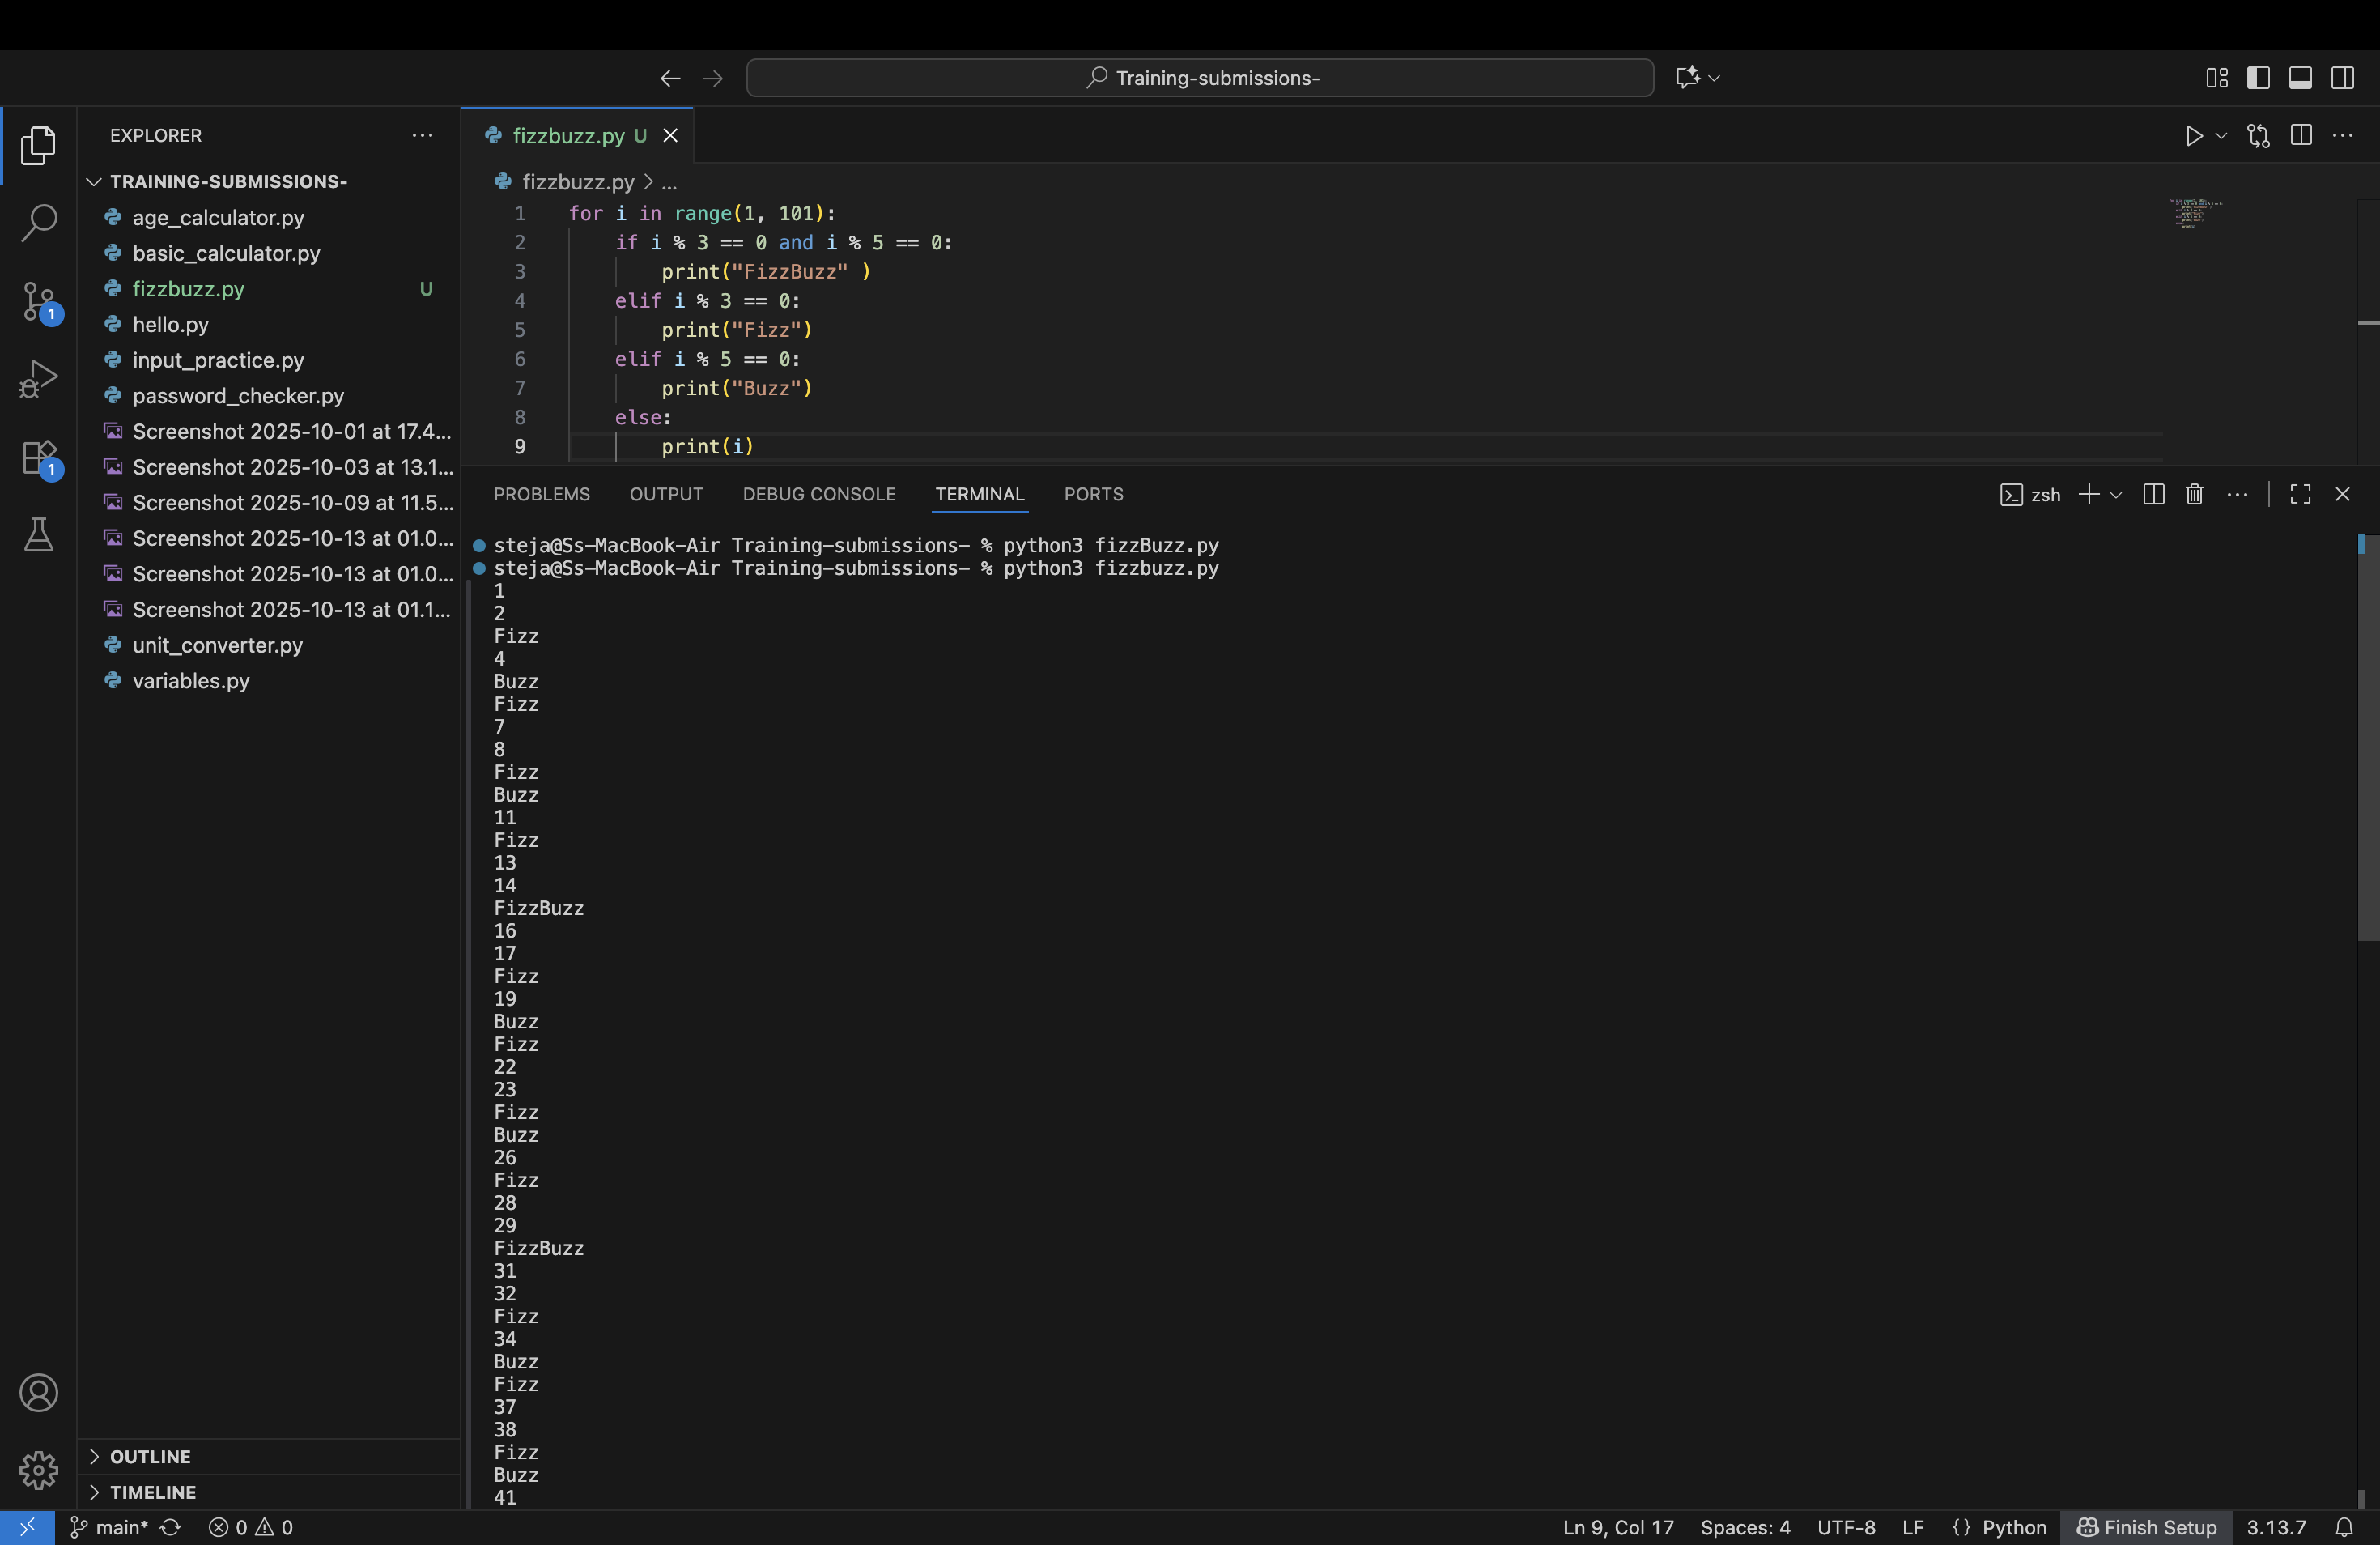 Training-submissions-
EXPLORER
TRAINING-SUBMISSIONS-
age_calculator.py
basic_calculator.py
fizzbuzz.py U
hello.py
input_practice.py
password_checker.py
Screenshot 2025-10-01 at 17.4...
Screenshot 2025-10-03 at 13.1...
Screenshot 2025-10-09 at 11.5...
Screenshot 2025-10-13 at 01.0...
Screenshot 2025-10-13 at 01.0...
Screenshot 2025-10-13 at 01.1...
unit_converter.py
variables.py
OUTLINE
TIMELINE
1
1
fizzbuzz.py U
fizzbuzz.py > ...
1 for i in range(1, 101):
2 if i % 3 == 0 and i % 5 == 0:
3 print("FizzBuzz" )
4 elif i % 3 == 0:
5 print("Fizz")
6 elif i % 5 == 0:
7 print("Buzz")
8 else:
9 print(i)
PROBLEMS OUTPUT DEBUG CONSOLE TERMINAL PORTS
zsh
steja@Ss-MacBook-Air Training-submissions- % python3 fizzBuzz.py
steja@Ss-MacBook-Air Training-submissions- % python3 fizzbuzz.py
1
2
Fizz
4
Buzz
Fizz
7
8
Fizz
Buzz
11
Fizz
13
14
FizzBuzz
16
17
Fizz
19
Buzz
Fizz
22
23
Fizz
Buzz
26
Fizz
28
29
FizzBuzz
31
32
Fizz
34
Buzz
Fizz
37
38
Fizz
Buzz
41
main* 0 0 Ln 9, Col 17 Spaces: 4 UTF-8 LF {} Python Finish Setup 3.13.7